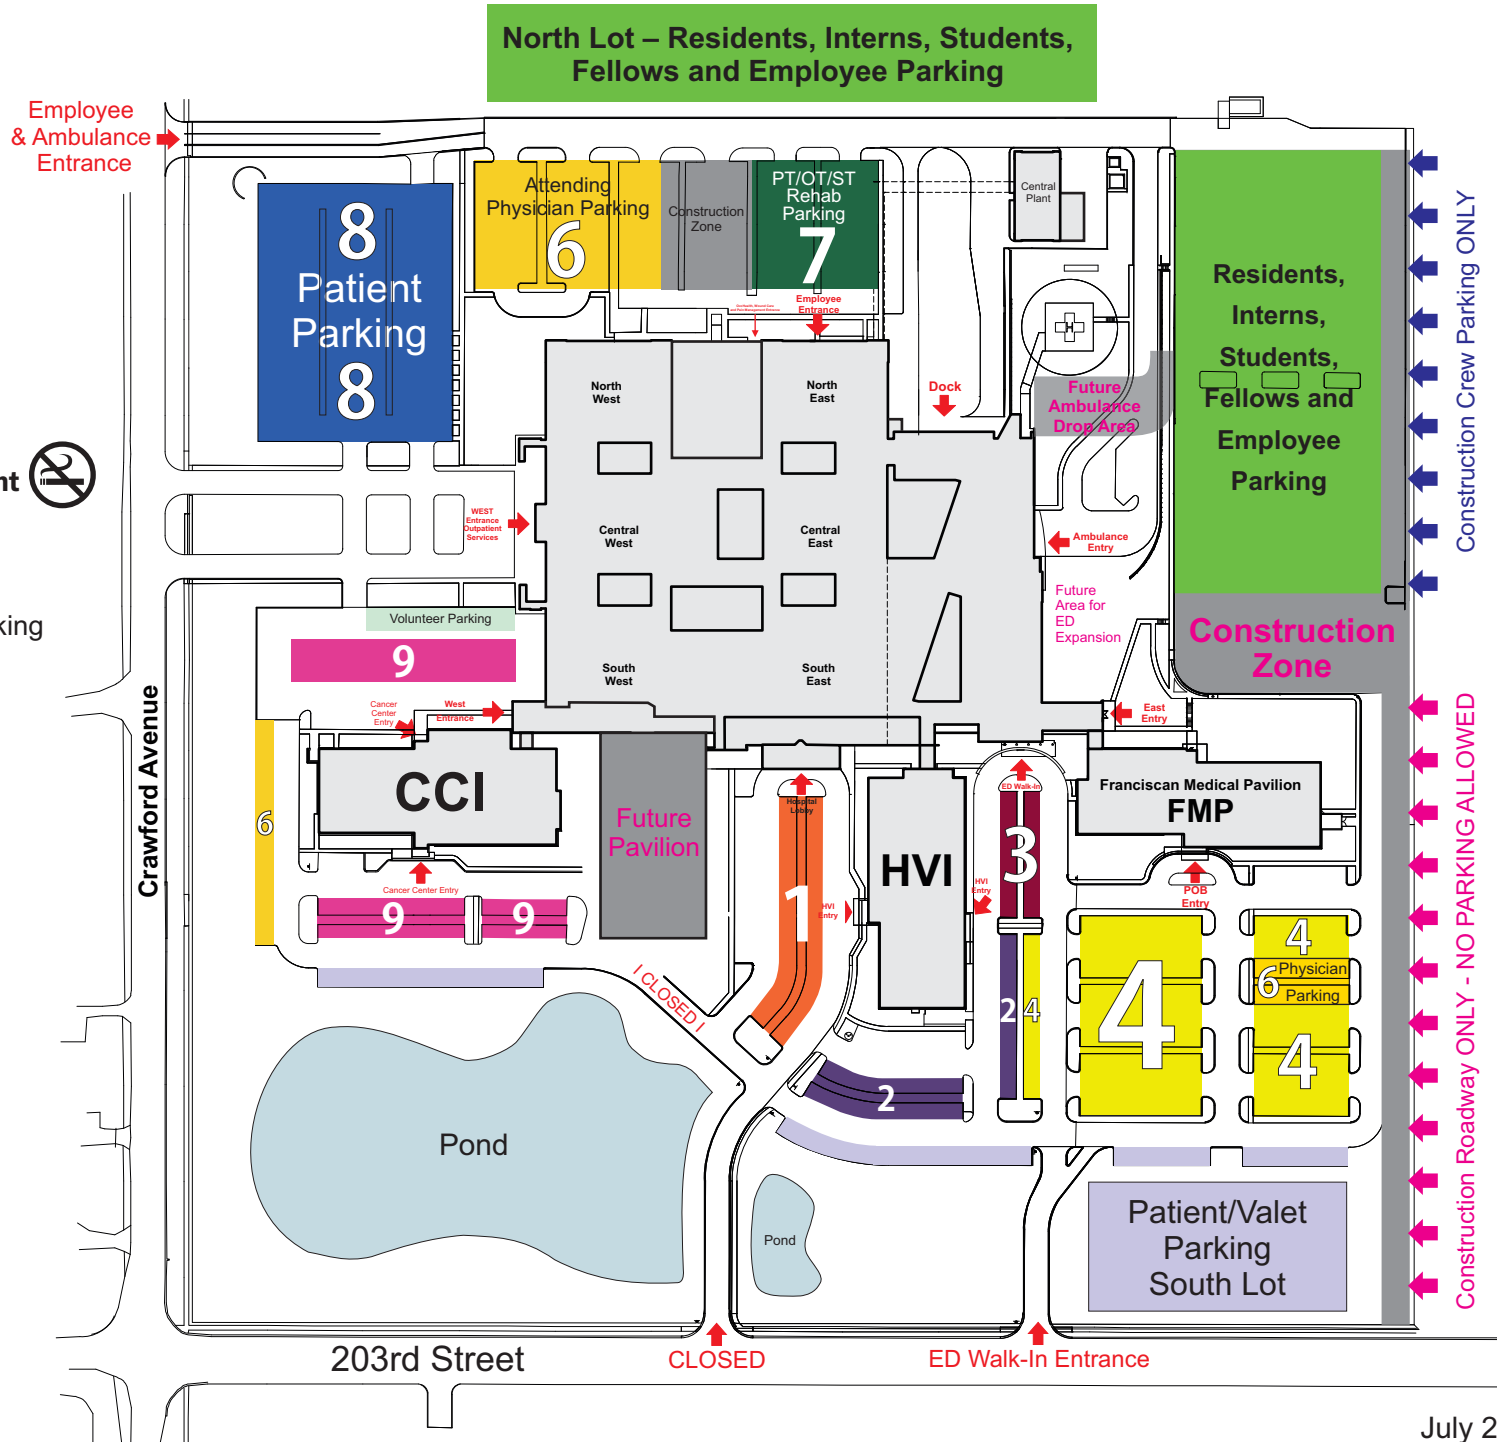 North Lot – Residents, Interns, Students,
Fellows and Employee Parking
Employee
& Ambulance
Entrance
Attending
Physician Parking
6
Construction
Zone
PT/OT/ST
Rehab
Parking
7
Central
Plant
8
Patient
Parking
8
Employee
Entrance
H
Residents,
Interns,
Students,
Fellows and
Employee
Parking
Construction Crew Parking ONLY
North
West
North
East
Dock
Future
Ambulance
Drop Area
nt
WEST
Entrance
Outpatient
Services
Central
West
Central
East
Ambulance
Entry
Future
Area for
ED
Expansion
Volunteer Parking
king
9
South
West
South
East
Construction
Zone
Crawford Avenue
Cancer
Center
Entry
West
Entrance
East
Entry
CCI
Future
Pavilion
Hospital
Lobby
ED Walk-In
Franciscan Medical Pavilion
FMP
6
Cancer Center Entry
9
9
1
HVI
HVI
Entry
HVI
Entry
3
POB
Entry
Construction Roadway ONLY - NO PARKING ALLOWED
I CLOSED I
2
4
4
4
6
Physician
Parking
4
2
Pond
Pond
Patient/Valet
Parking
South Lot
203rd Street
CLOSED
ED Walk-In Entrance
July 2